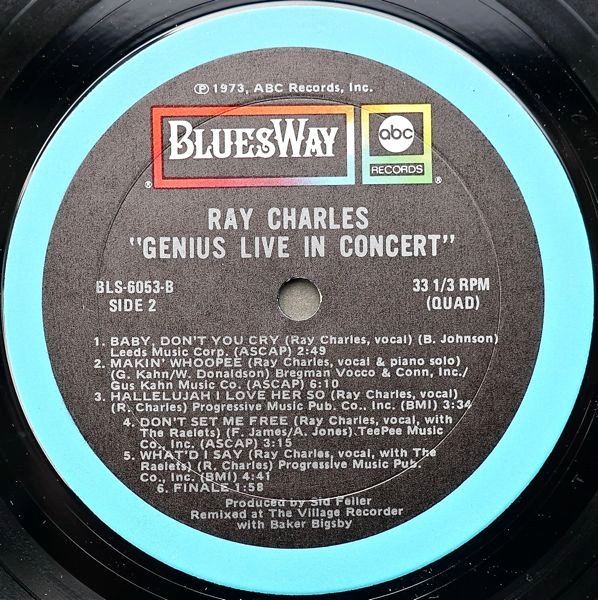 ℗ 1973, ABC Records, Inc.
BLUESWAY
abc
RECORDS
®
®
RAY CHARLES
"GENIUS LIVE IN CONCERT"
BLS-6053-B
33 1/3 RPM
SIDE 2
(QUAD)
1. BABY, DON'T YOU CRY (Ray Charles, vocal) (B. Johnson)
Leeds Music Corp. (ASCAP) 2:49
2. MAKIN' WHOOPEE (Ray Charles, vocal & piano solo)
(G. Kahn/W. Donaldson) Bregman Vocco & Conn, Inc./
Gus Kahn Music Co. (ASCAP) 6:10
3. HALLELUJAH I LOVE HER SO (Ray Charles, vocal)
(R. Charles) Progressive Music Pub. Co., Inc. (BMI) 3:34
4. DON'T SET ME FREE (Ray Charles, vocal, with
The Raelets) (F. James/A. Jones) TeePee Music
Co., Inc. (ASCAP) 3:15
5. WHAT'D I SAY (Ray Charles, vocal, with The
Raelets) (R. Charles) Progressive Music Pub.
Co., Inc. (BMI) 4:41
6. FINALE 1:58
Produced by Sid Feller
Remixed at The Village Recorder
with Baker Bigsby